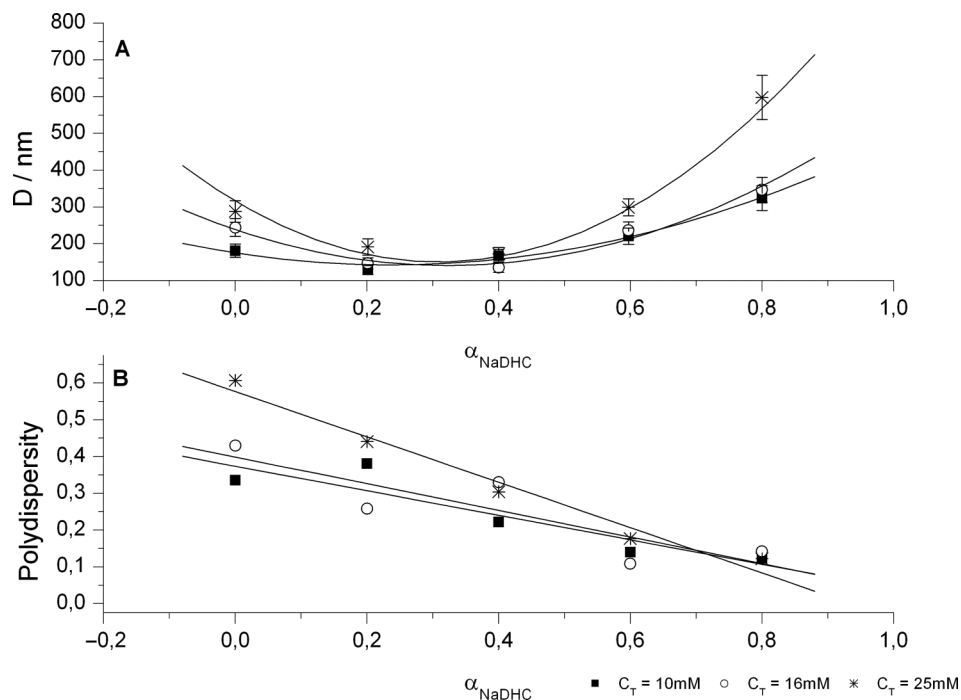 A
800
700
600
500
400
300
200
100
D / nm
–0,2 0,0 0,2 0,4 0,6 0,8 1,0
αNaDHC
B
0,6
0,5
0,4
0,3
0,2
0,1
0,0
Polydispersity
–0,2 0,0 0,2 0,4 0,6 0,8 1,0
αNaDHC
CT = 10mM CT = 16mM CT = 25mM